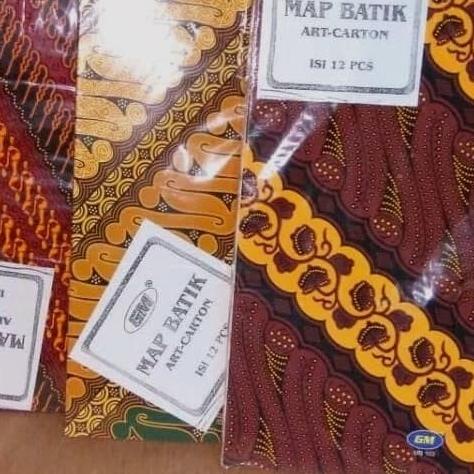 MAP BATIK
ART-CARTON
ISI 12 PCS
GM
MAP BATIK
ART-CARTON
ISI 12 PCS
GM